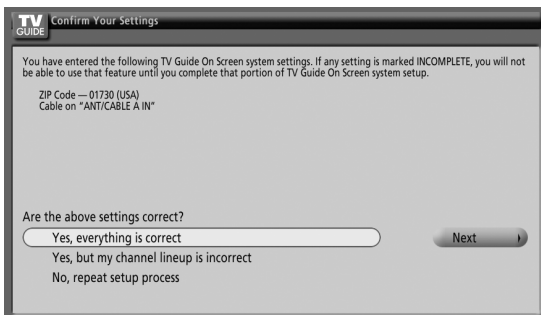 TV
GUIDE
Confirm Your Settings
You have entered the following TV Guide On Screen system settings. If any setting is marked INCOMPLETE, you will not
be able to use that feature until you complete that portion of TV Guide On Screen system setup.
ZIP Code — 01730 (USA)
Cable on “ANT/CABLE A IN”
Are the above settings correct?
Yes, everything is correct
Next
Yes, but my channel lineup is incorrect
No, repeat setup process